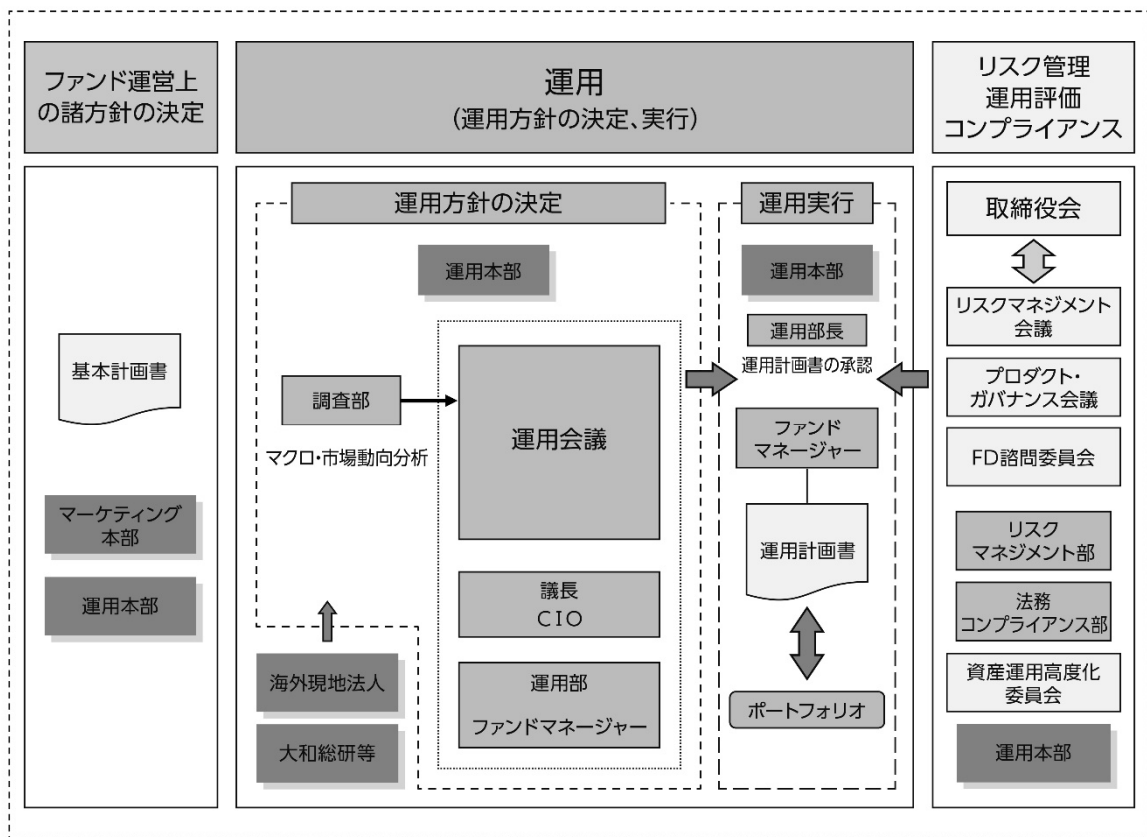 ファンド運営上
の諸方針の決定
運用
(運用方針の決定、実行)
リスク管理
運用評価
コンプライアンス
基本計画書
マーケティング
本部
運用本部
運用方針の決定
運用本部
調査部
マクロ・市場動向分析
運用会議
議長
CIO
運用部
ファンドマネージャー
海外現地法人
大和総研等
運用実行
運用本部
運用部長
運用計画書の承認
ファンド
マネージャー
運用計画書
ポートフォリオ
取締役会
リスクマネジメント
会議
プロダクト・
ガバナンス会議
FD諮問委員会
リスク
マネジメント部
法務
コンプライアンス部
資産運用高度化
委員会
運用本部